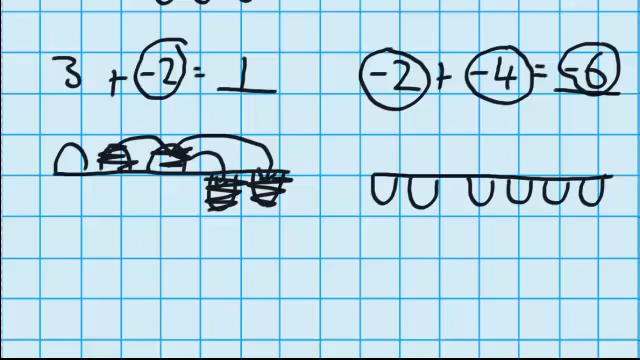 3 + -2 = 1
-2 + -4 = -6